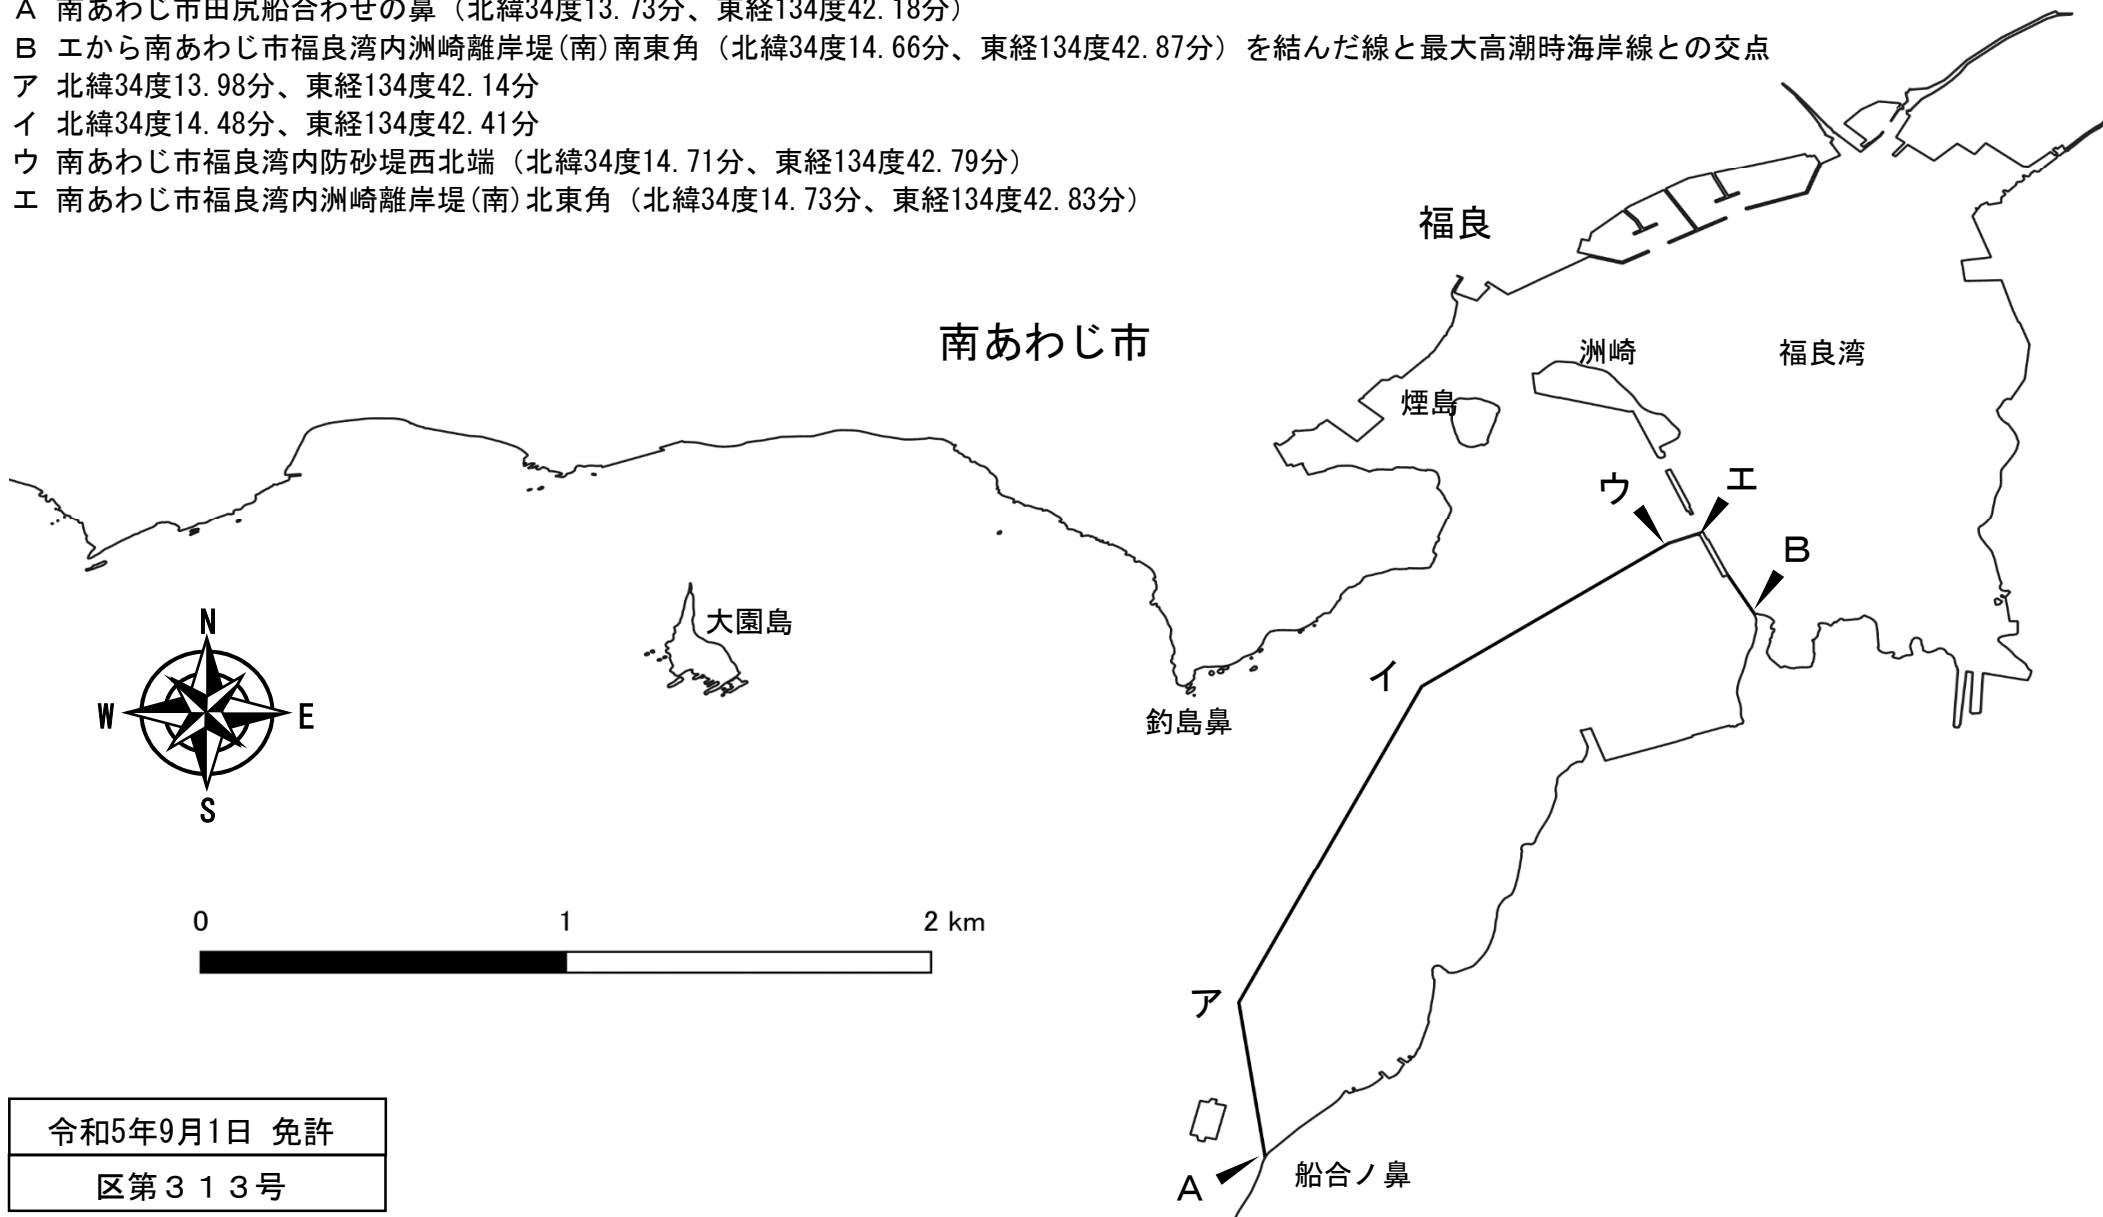 A 南あわじ市田尻船合わせの鼻（北緯34度13.73分、東経134度42.18分）
B エから南あわじ市福良湾内洲崎離岸堤(南)南東角（北緯34度14.66分、東経134度42.87分）を結んだ線と最大高潮時海岸線との交点
ア 北緯34度13.98分、東経134度42.14分
イ 北緯34度14.48分、東経134度42.41分
ウ 南あわじ市福良湾内防砂堤西北端（北緯34度14.71分、東経134度42.79分）
エ 南あわじ市福良湾内洲崎離岸堤(南)北東角（北緯34度14.73分、東経134度42.83分）
福良
南あわじ市
洲崎
福良湾
煙島
ウ
エ
B
大園島
N
W
E
S
イ
釣島鼻
0 1 2 km
ア
令和5年9月1日 免許
区第３１３号
A
船合ノ鼻